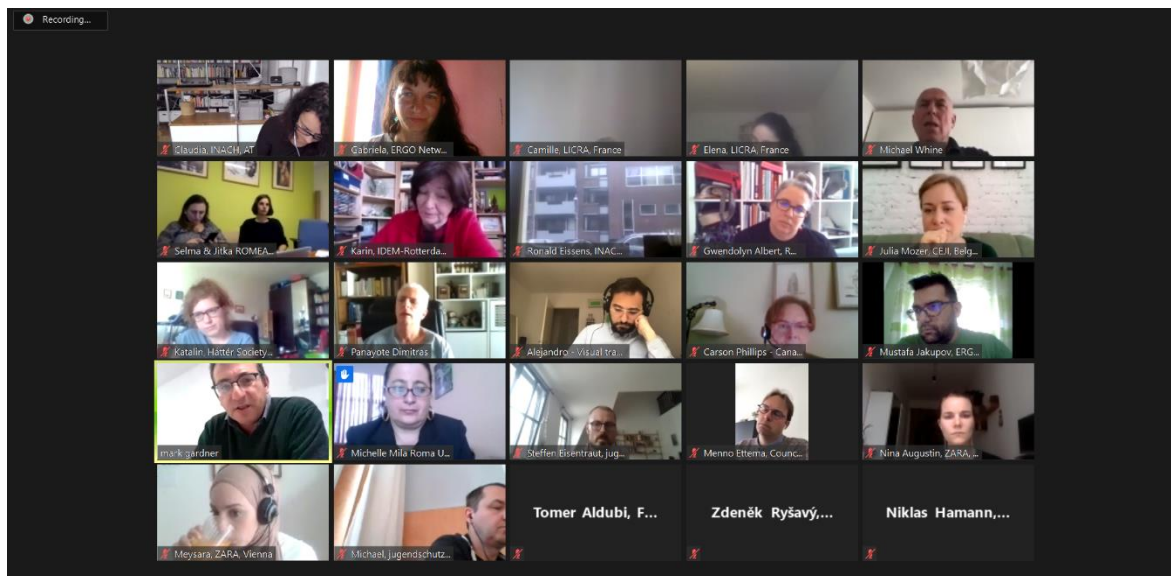 Recording...
Claudia, INACH, AT
Gabriela, ERGO Netw...
Camille, LICRA, France
Elena, LICRA, France
Michael Whine
Selma & Jitka ROMEA...
Karin, IDEM-Rotterda...
Ronald Eissens, INAC...
Gwendolyn Albert, R...
Julia Mozer, CEJI, Belg...
Katalin, Háttér Society...
Panayote Dimitras
Alejandro - Visual tra...
Carson Phillips - Cana...
Mustafa Jakupov, ERG...
mark gardner
Michelle Mila Roma U...
Steffen Eisentraut, jug...
Menno Ettema, Counc...
Nina Augustin, ZARA, ...
Meysara, ZARA, Vienna
Michael, jugendschutz...
Tomer Aldubi, F...
Zdeněk Ryšavý,...
Niklas Hamann,...